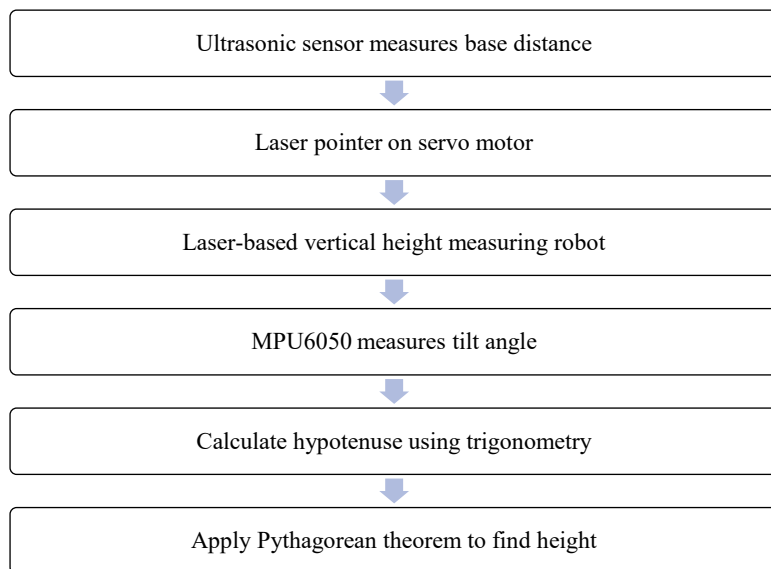 Ultrasonic sensor measures base distance
Laser pointer on servo motor
Laser-based vertical height measuring robot
MPU6050 measures tilt angle
Calculate hypotenuse using trigonometry
Apply Pythagorean theorem to find height